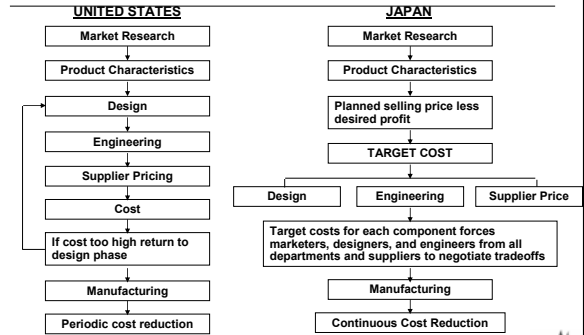 UNITED STATES
Market Research
Product Characteristics
Design
Engineering
Supplier Pricing
Cost
If cost too high return to
design phase
Manufacturing
Periodic cost reduction
JAPAN
Market Research
Product Characteristics
Planned selling price less
desired profit
TARGET COST
Design
Engineering
Supplier Price
Target costs for each component forces
marketers, designers, and engineers from all
departments and suppliers to negotiate tradeoffs
Manufacturing
Continuous Cost Reduction